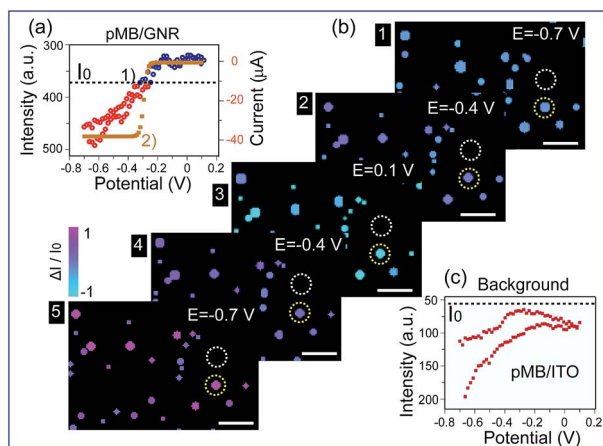 (a)
pMB/GNR
300
400
500
Intensity (a.u.)
I0
1)
2)
0
-10
-20
-30
-40
Current (μA)
-0.8 -0.6 -0.4 -0.2 0.0 0.2
Potential (V)
(b)
1
E=-0.7 V
2
E=-0.4 V
3
E=0.1 V
4
E=-0.4 V
5
E=-0.7 V
1
-1
ΔI / I0
(c)
Background
50
100
150
200
Intensity (a.u.)
I0
pMB/ITO
-0.8 -0.6 -0.4 -0.2 0.0 0.2
Potential (V)